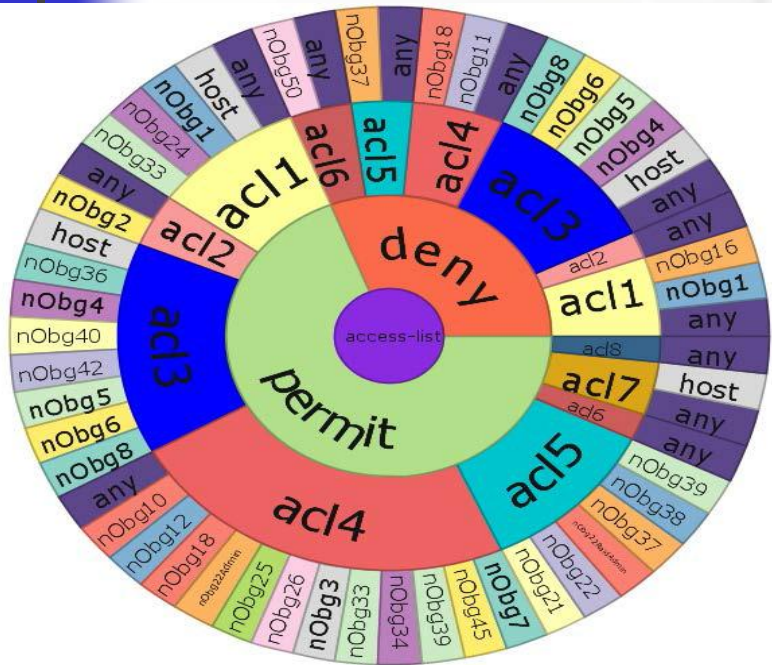 access-list
deny
permit
acl1
acl6
acl5
acl4
acl3
acl2
acl1
acl8
acl7
acl6
acl5
acl4
acl3
acl2
any
nObg50
any
nObg37
any
nObg18
nObg11
any
nObg8
nObg6
nObg5
nObg4
host
any
any
nObg16
nObg1
any
any
host
any
any
nObg39
nObg38
nObg37
nObg22
nObg21
nObg7
nObg45
nObg39
nObg34
nObg33
nObg3
nObg26
nObg25
nObg22Admin
nObg18
nObg12
nObg10
any
nObg8
nObg6
nObg5
nObg42
nObg40
nObg4
nObg36
host
nObg2
any
nObg33
nObg24
nObg1
host